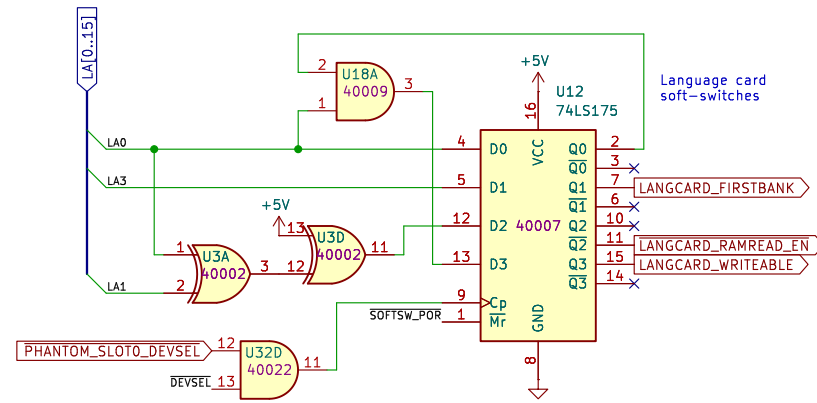 LA[0..15]
LA0
LA3
LA1
2
1
U18A
40009
3
+5V
13
12
U3D
40002
11
1
2
U3A
40002
3
PHANTOM_SLOT0_DEVSEL
DEVSEL
12
13
U32D
40022
11
SOFTSW_POR
+5V
U12
74LS175
16
VCC
4
D0
5
D1
12
D2
13
D3
9
Cp
1
Mr
40007
GND
8
Q0
2
Q0
3
Q1
7
Q1
6
Q2
10
Q2
11
Q3
15
Q3
14
LANGCARD_FIRSTBANK
LANGCARD_RAMREAD_EN
LANGCARD_WRITEABLE
Language card
soft-switches